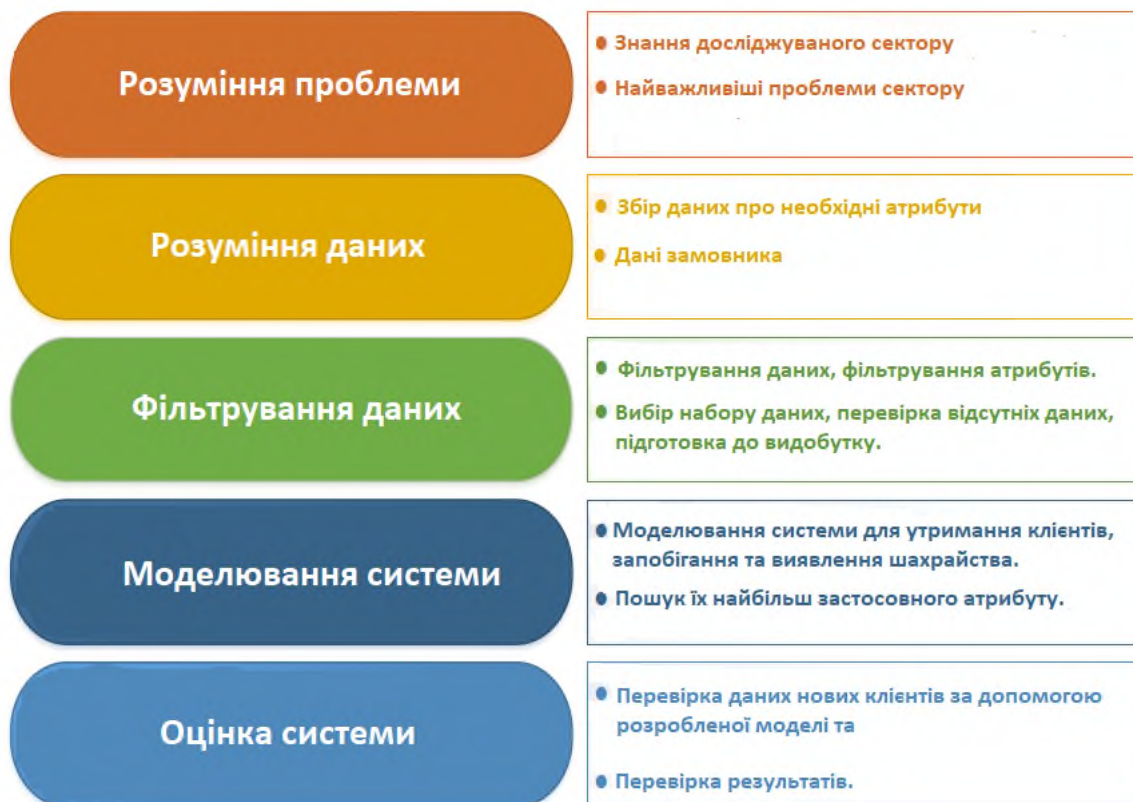 Розуміння проблеми
• Знання досліджуваного сектору
• Найважливіші проблеми сектору
Розуміння даних
• Збір даних про необхідні атрибути
• Дані замовника
Фільтрування даних
• Фільтрування даних, фільтрування атрибутів.
• Вибір набору даних, перевірка відсутніх даних,
підготовка до видобутку.
Моделювання системи
• Моделювання системи для утримання клієнтів,
запобігання та виявлення шахрайства.
• Пошук їх найбільш застосовного атрибуту.
Оцінка системи
• Перевірка даних нових клієнтів за допомогою
розробленої моделі та
• Перевірка результатів.